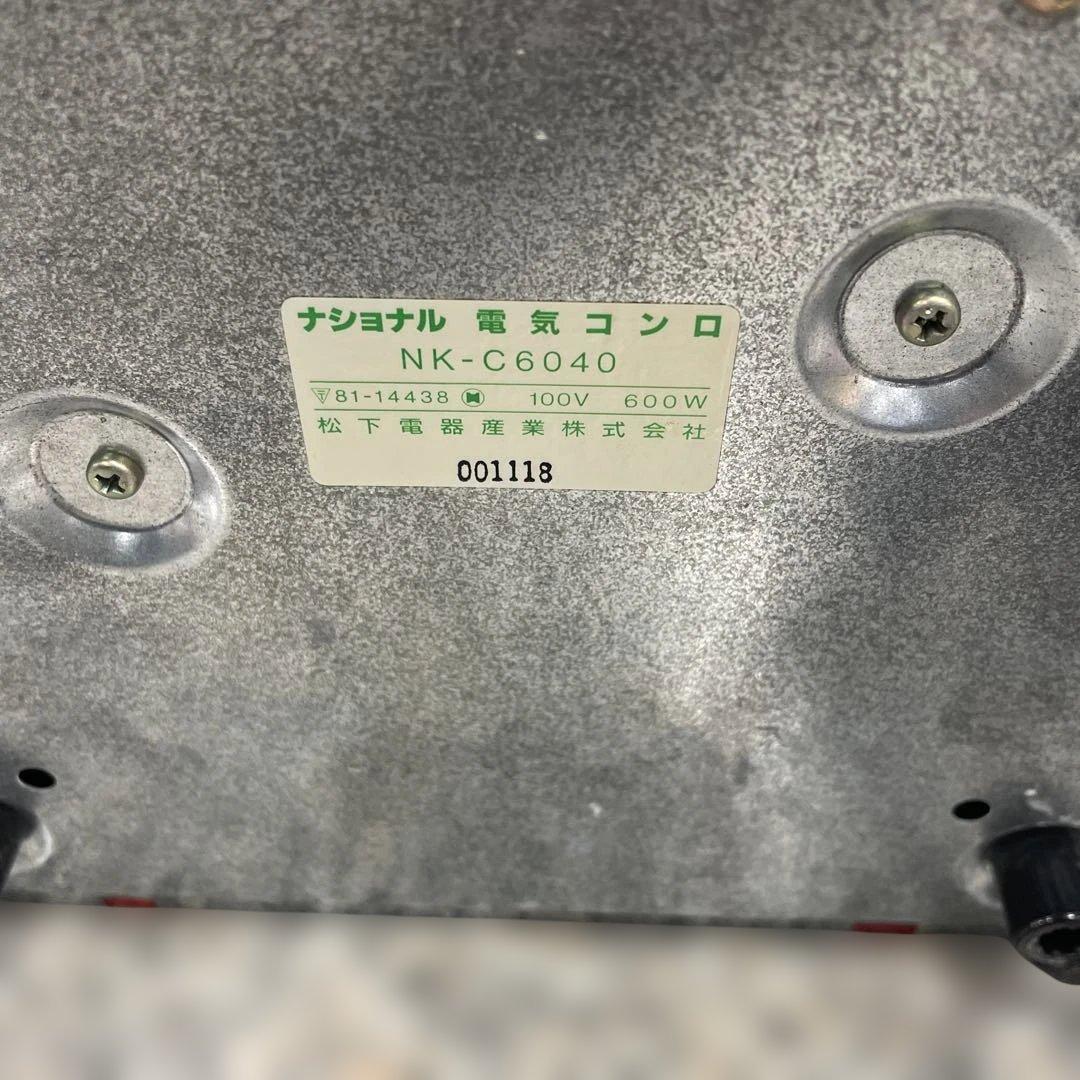 ナショナル 電気コンロ
NK-C6040
〒81-14438 100V 600W
松下電器産業株式会社
001118